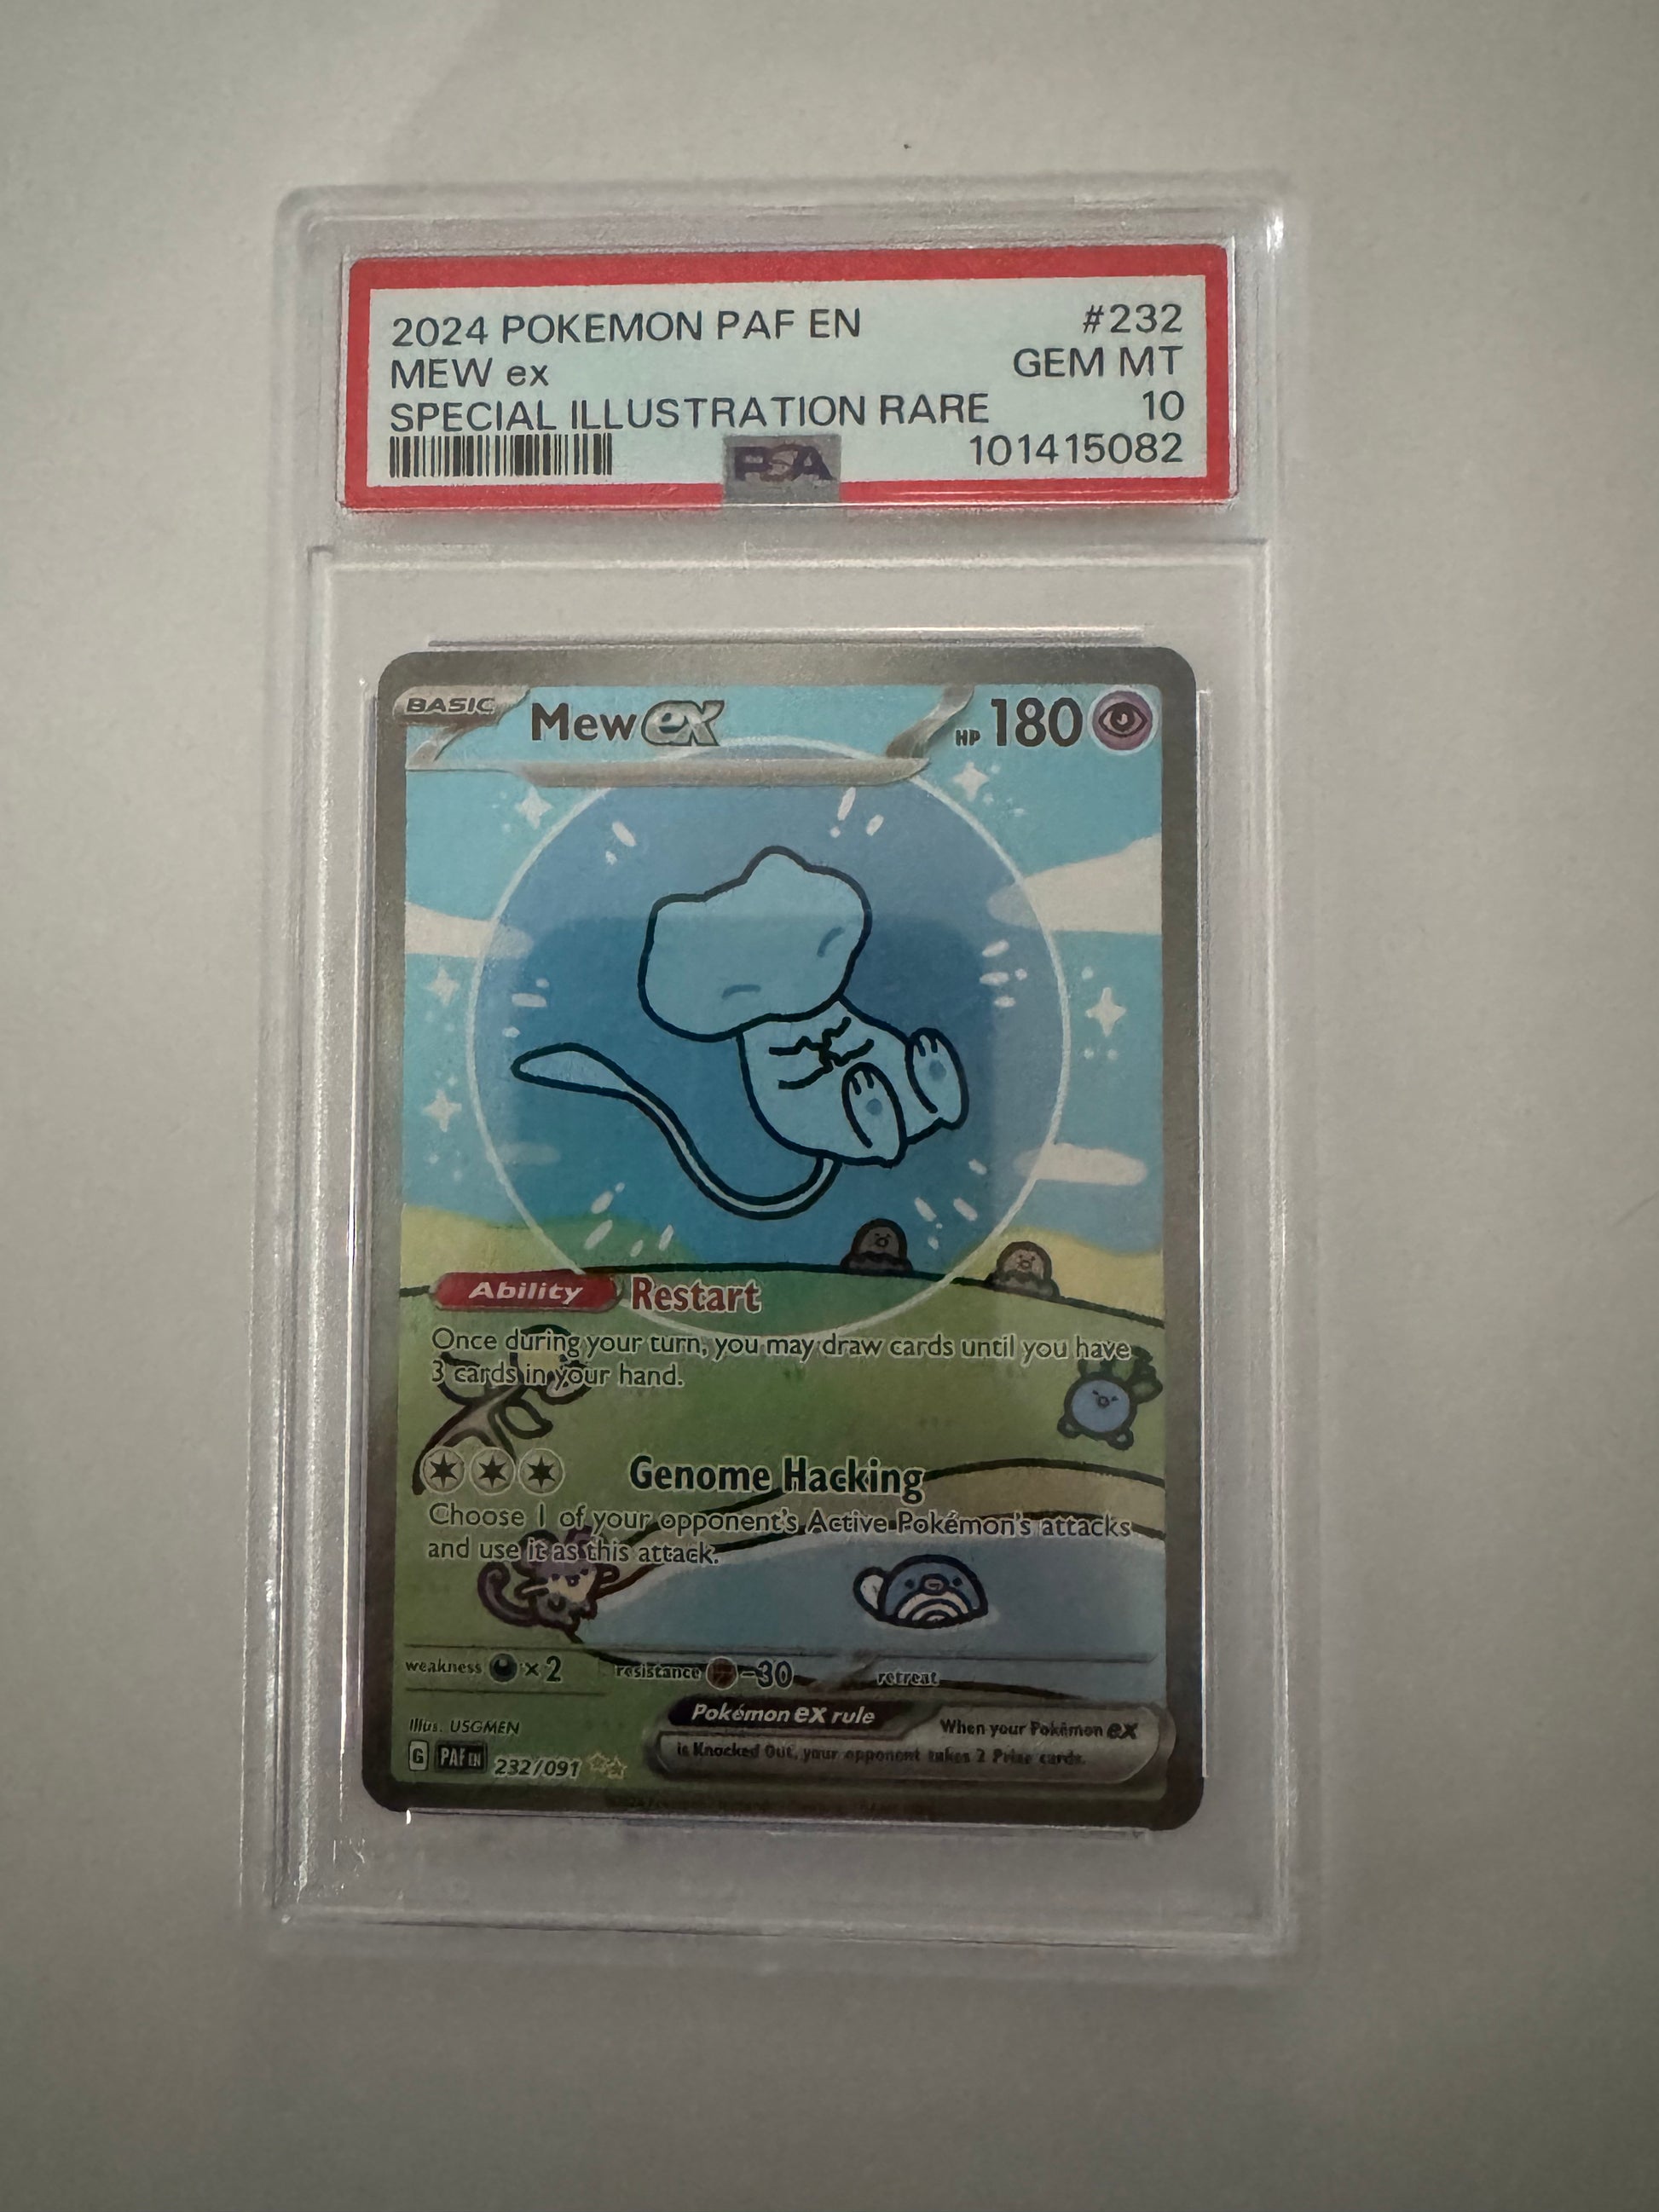 2024 POKEMON PAF EN #232
MEW ex GEM MT
SPECIAL ILLUSTRATION RARE 10
PSA 101415082
BASIC Mew ex HP 180
Ability Restart
Once during your turn, you may draw cards until you have
3 cards in your hand.
Genome Hacking
Choose 1 of your opponent's Active Pokémon's attacks
and use it as this attack.
weakness ×2 resistance -30 retreat
Illus. USGMEN
Pokémon ex rule When your Pokémon ex
is Knocked Out, your opponent takes 2 Prize cards.
G PAF EN 232/091